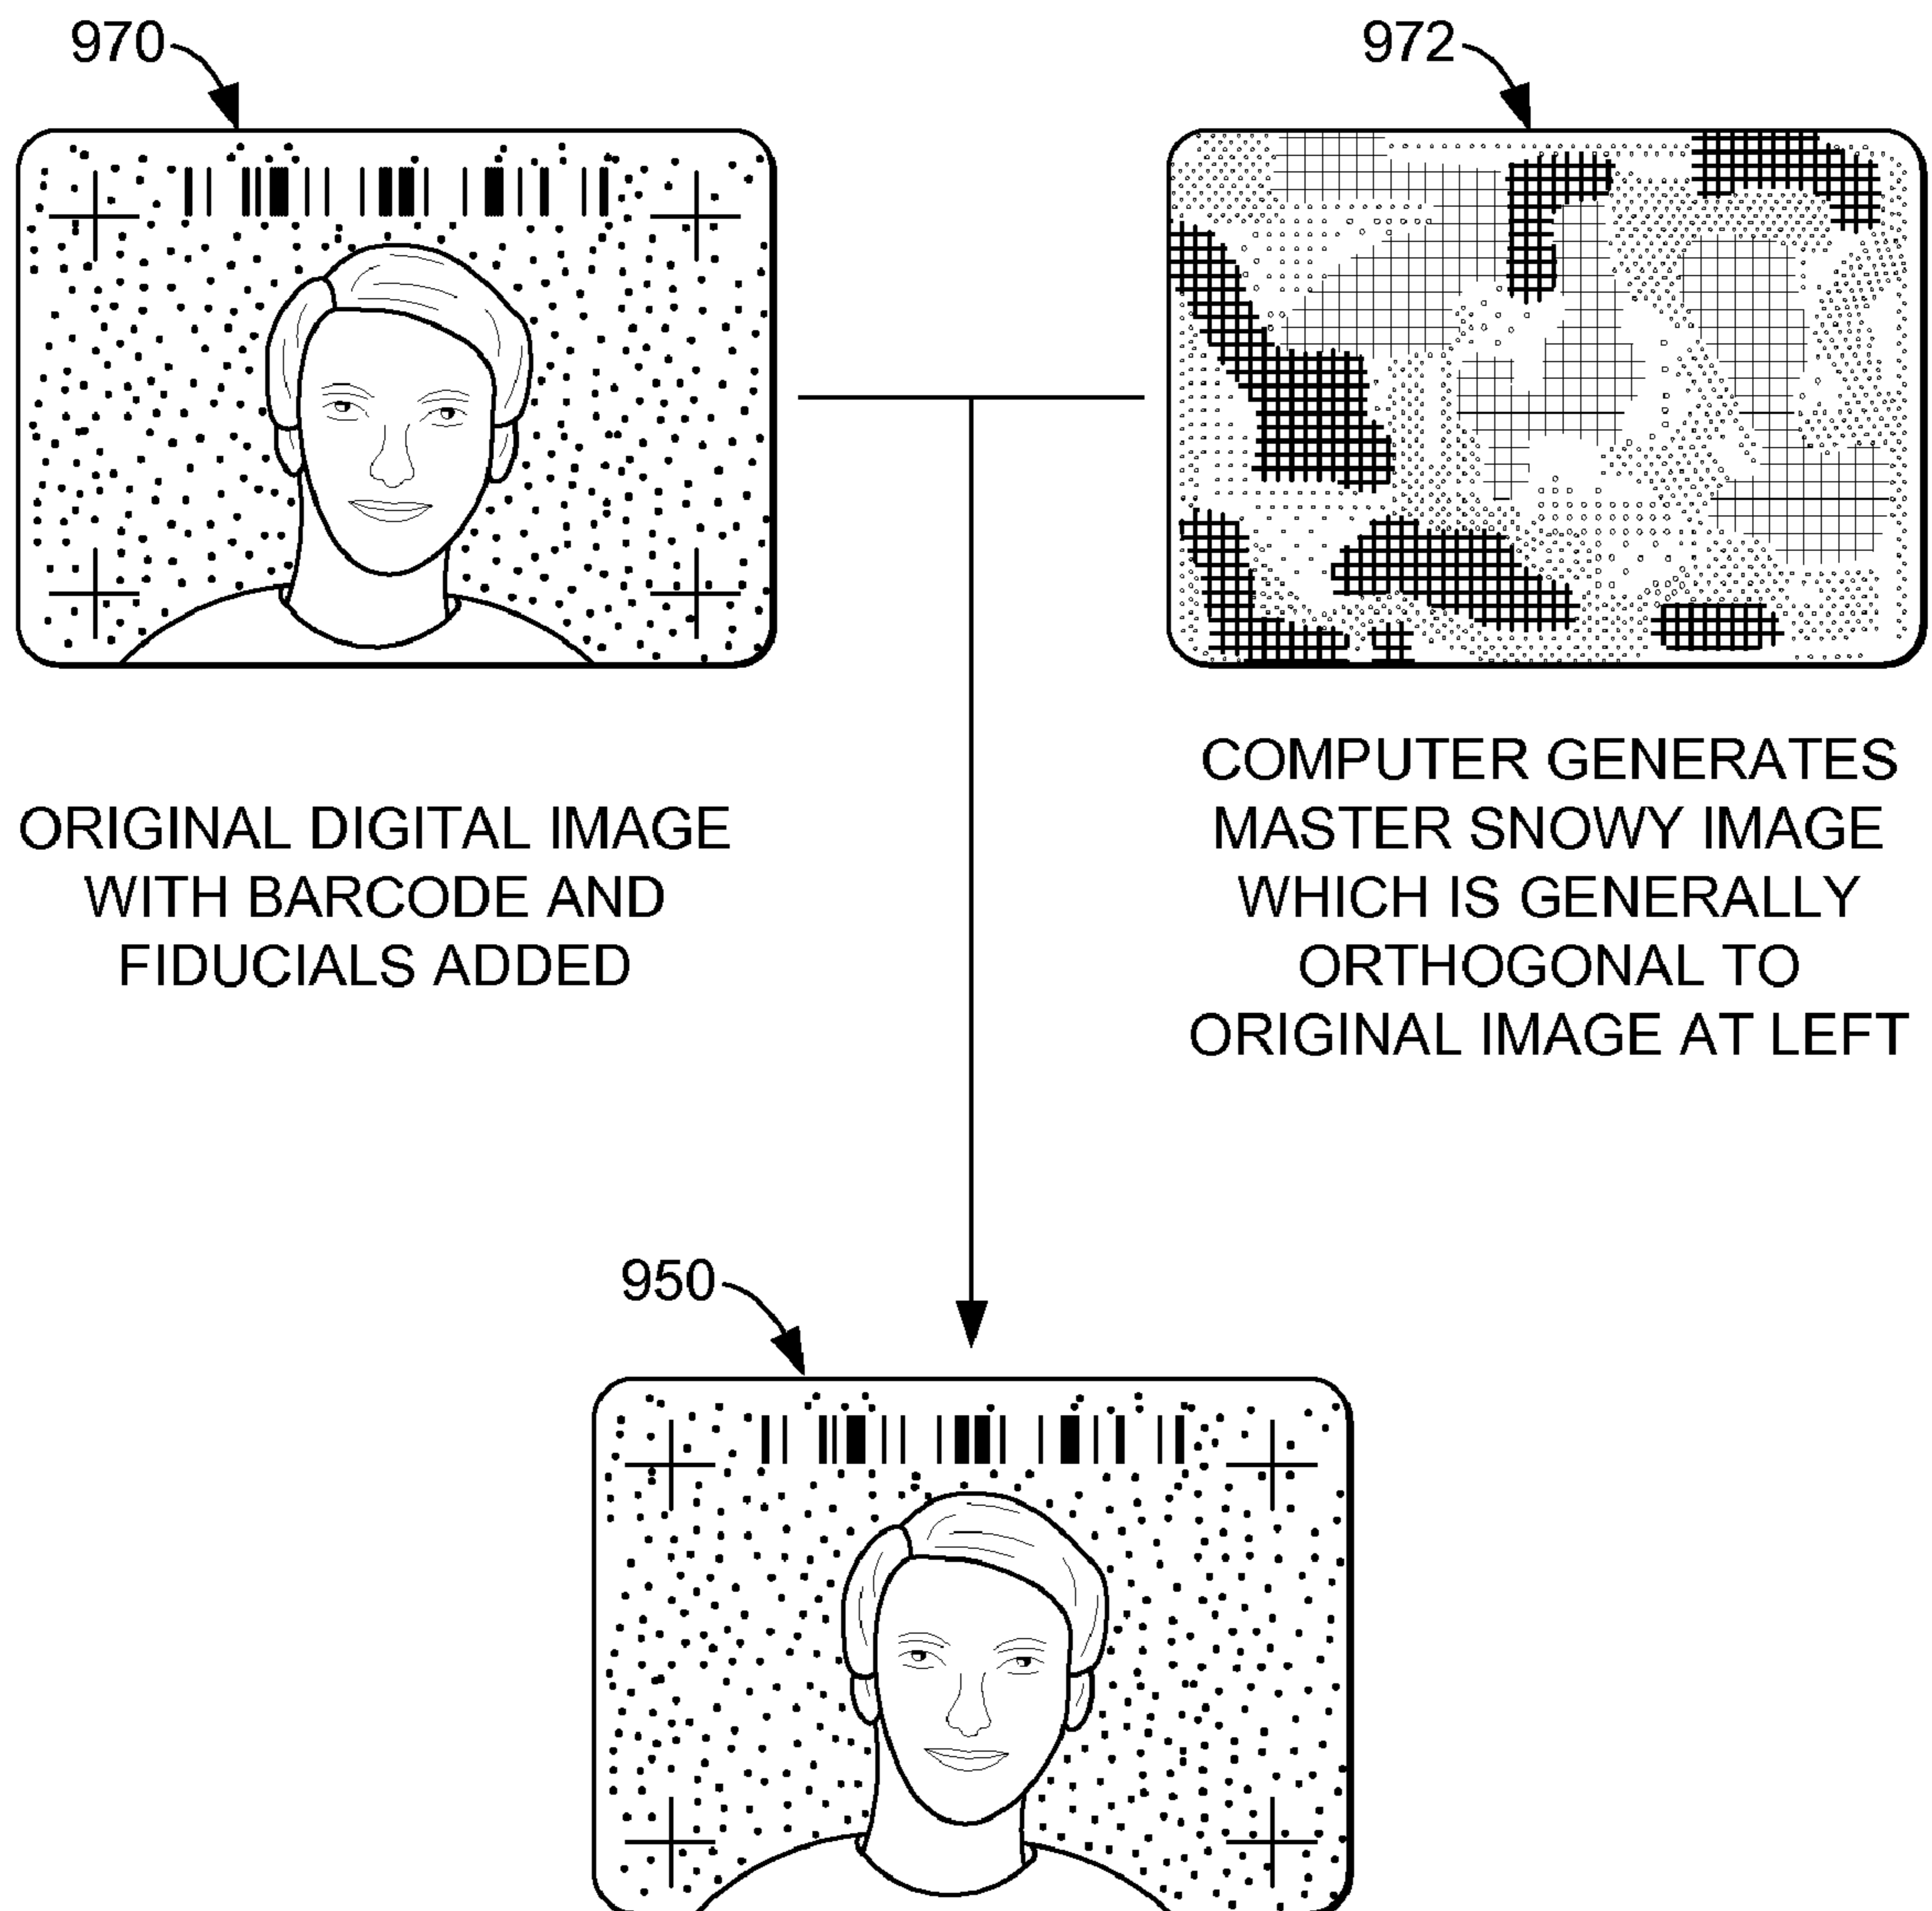 970
972
ORIGINAL DIGITAL IMAGE
WITH BARCODE AND
FIDUCIALS ADDED
COMPUTER GENERATES
MASTER SNOWY IMAGE
WHICH IS GENERALLY
ORTHOGONAL TO
ORIGINAL IMAGE AT LEFT
950